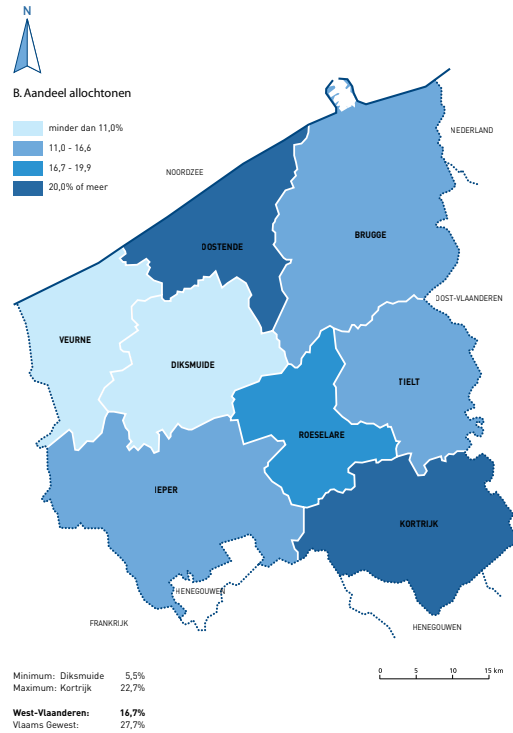 N
B. Aandeel allochtonen
minder dan 11,0%
11,0 - 16,6
16,7 - 19,9
20,0% of meer
NEDERLAND
NOORDZEE
BRUGGE
OOSTENDE
OOST-VLAANDEREN
VEURNE
DIKSMUIDE
TIELT
ROESELARE
IEPER
KORTRIJK
HENEGOUWEN
FRANKRIJK
HENEGOUWEN
0 5 10 15 km
Minimum: Diksmuide 5,5%
Maximum: Kortrijk 22,7%
West-Vlaanderen: 16,7%
Vlaams Gewest: 27,7%